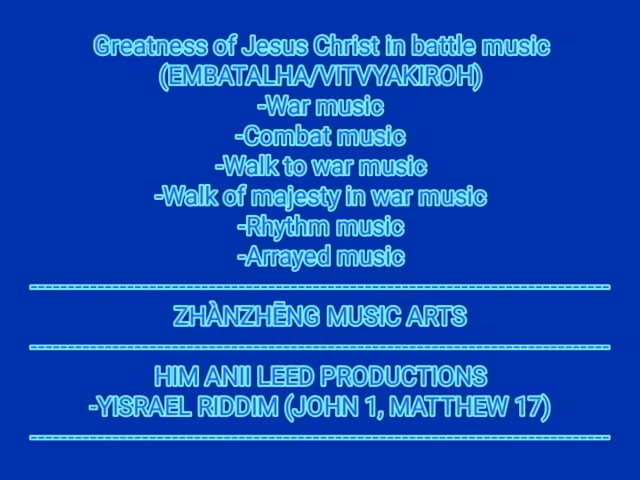 Greatness of Jesus Christ in battle music
(EMBATALHA/VITVYAKIROH)
-War music
-Combat music
-Walk to war music
-Walk of majesty in war music
-Rhythm music
-Arrayed music
--------------------------------------------------------------------------------
ZHÀNZHĒNG MUSIC ARTS
--------------------------------------------------------------------------------
HIM ANII LEED PRODUCTIONS
-YISRAEL RIDDIM (JOHN 1, MATTHEW 17)
--------------------------------------------------------------------------------